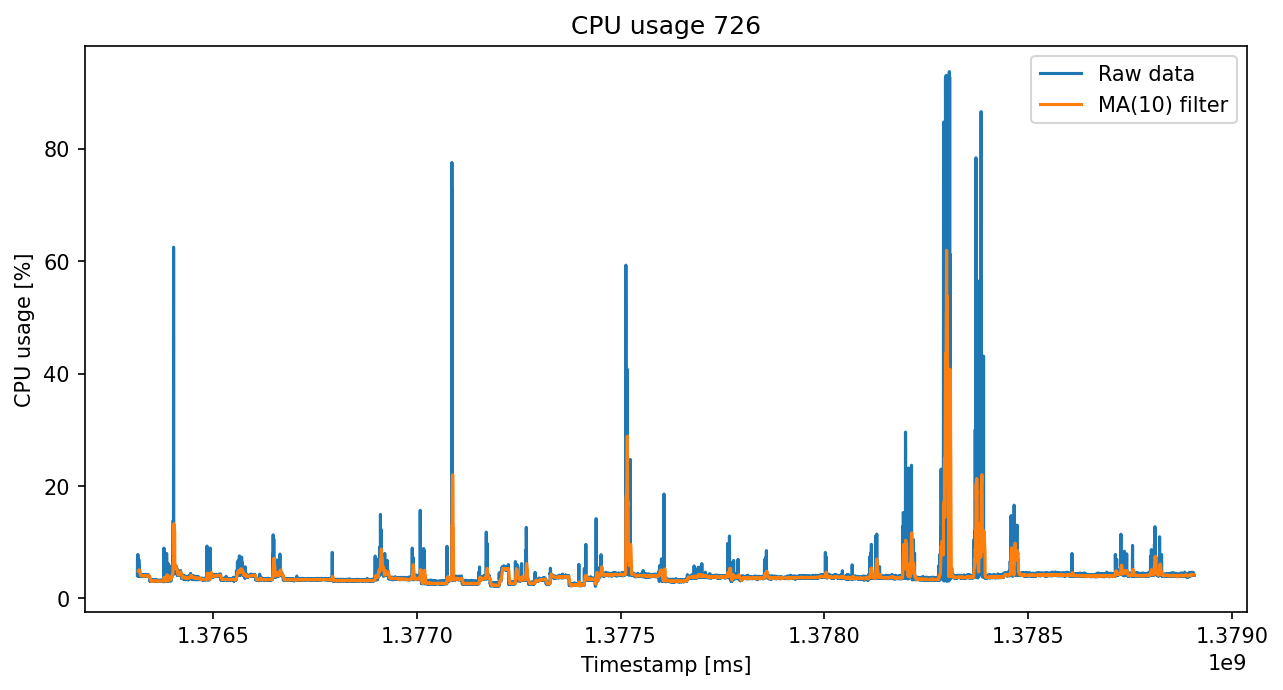 CPU usage 726
Raw data
MA(10) filter
CPU usage [%]
80
60
40
20
0
1.3765 1.3770 1.3775 1.3780 1.3785 1.3790
1e9
Timestamp [ms]